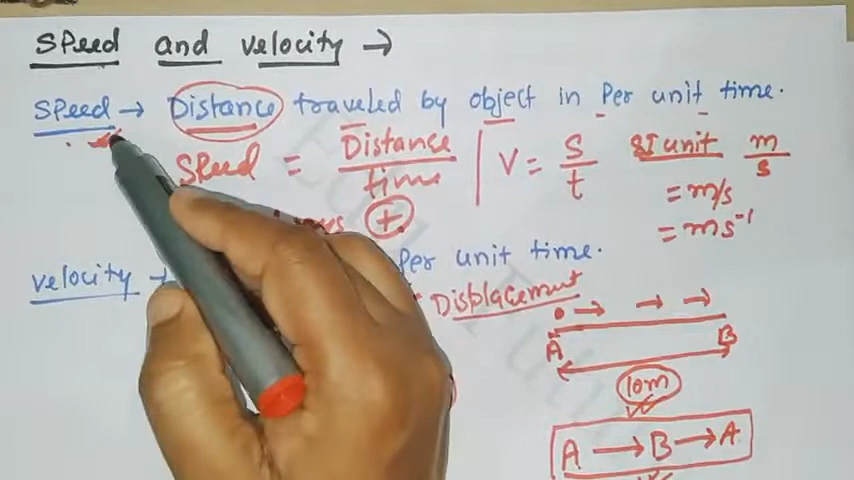 Speed and velocity →
Speed → Distance traveled by object in Per unit time.
Speed = Distance / time | V = S / t SI unit m / s
= m/s
= ms⁻¹
+
velocity → Per unit time.
Displacement
A B
10m
A → B → A